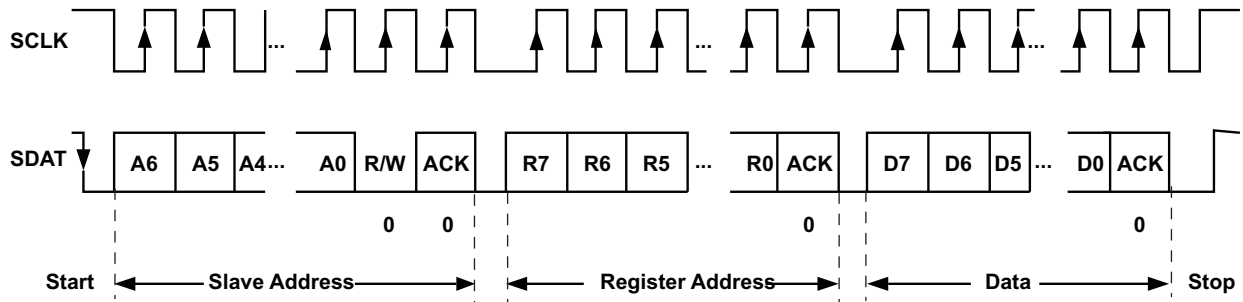 SCLK ... ... ...
SDAT A6 A5 A4... A0 R/W ACK R7 R6 R5 ... R0 ACK D7 D6 D5 ... D0 ACK
0 0 0 0
Start Slave Address Register Address Data Stop